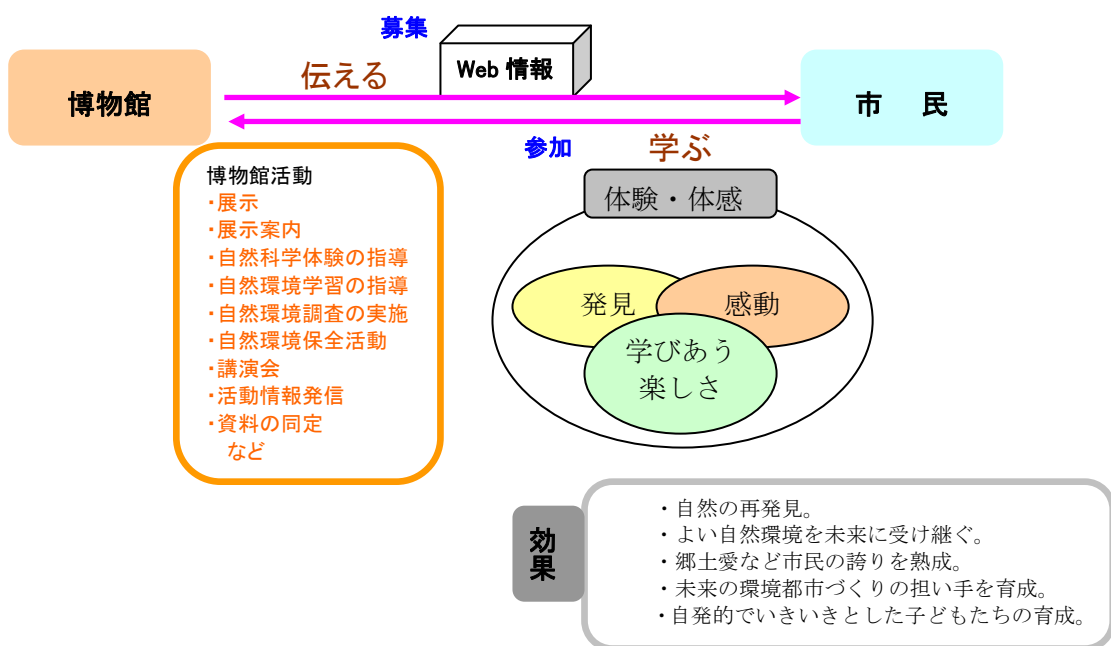 募集
Web 情報
伝える
博物館
市　民
参加
学ぶ
博物館活動
・展示
・展示案内
・自然科学体験の指導
・自然環境学習の指導
・自然環境調査の実施
・自然環境保全活動
・講演会
・活動情報発信
・資料の同定
など
体験・体感
発見
感動
学びあう
楽しさ
効果
・自然の再発見。
・よい自然環境を未来に受け継ぐ。
・郷土愛など市民の誇りを熟成。
・未来の環境都市づくりの担い手を育成。
・自発的でいきいきとした子どもたちの育成。